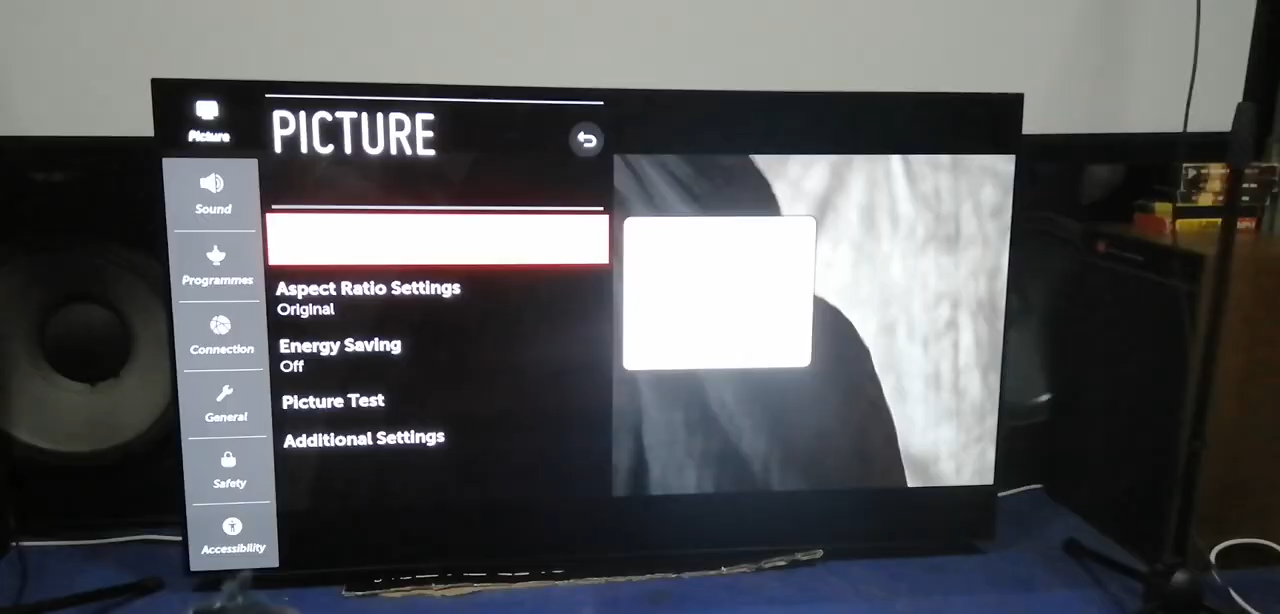 Picture
PICTURE
Sound
Programmes
Connection
General
Safety
Accessibility
Aspect Ratio Settings
Original
Energy Saving
Off
Picture Test
Additional Settings